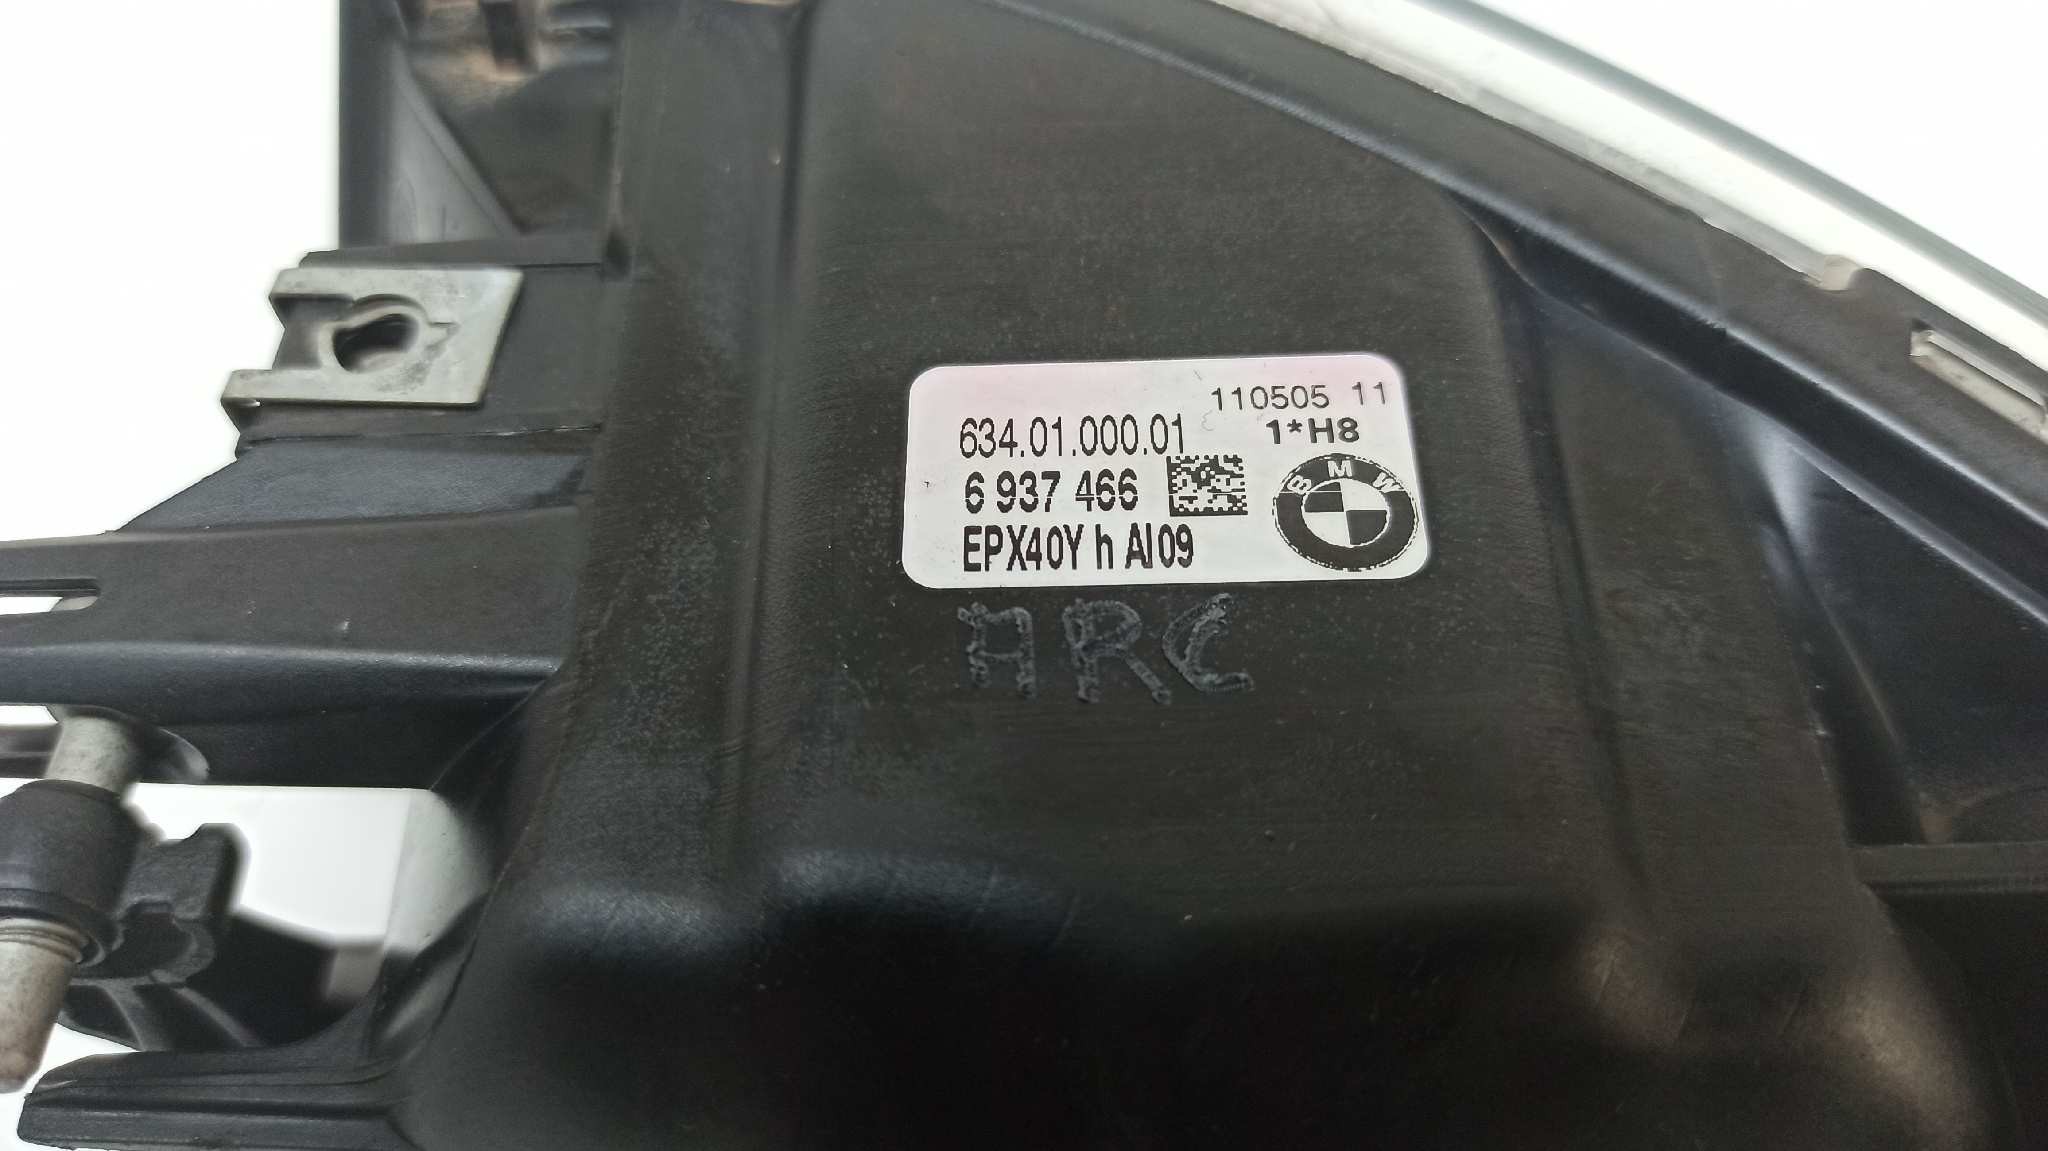 110505 11
634.01.000.01 1*H8
6 937 466
BMW
EPX40Y h AI09
ARC